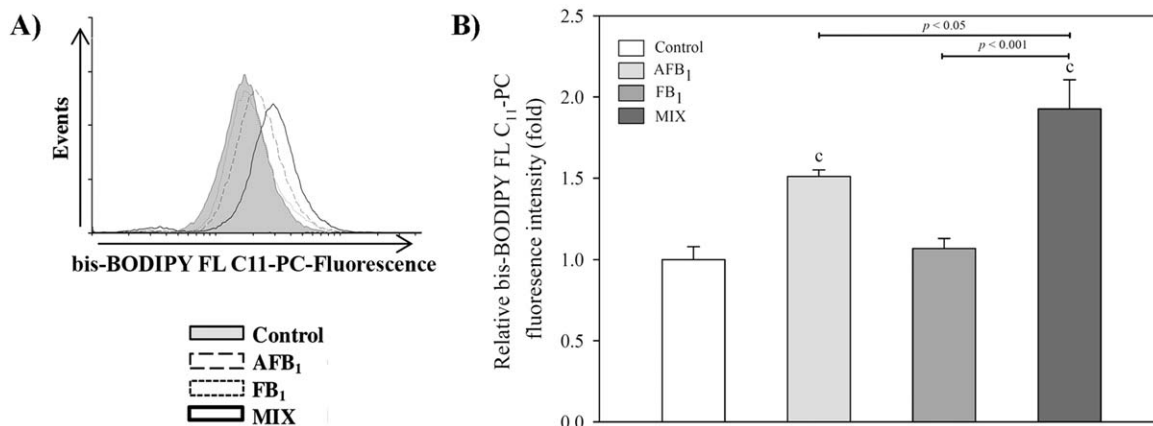 A)
Events
bis-BODIPY FL C11-PC-Fluorescence
Control
AFB₁
FB₁
MIX
B)
Relative bis-BODIPY FL C₁₁-PC
fluoresence intensity (fold)
2.5
2.0
1.5
1.0
0.5
0.0
Control
AFB₁
FB₁
MIX
p < 0.05
p < 0.001
c
c